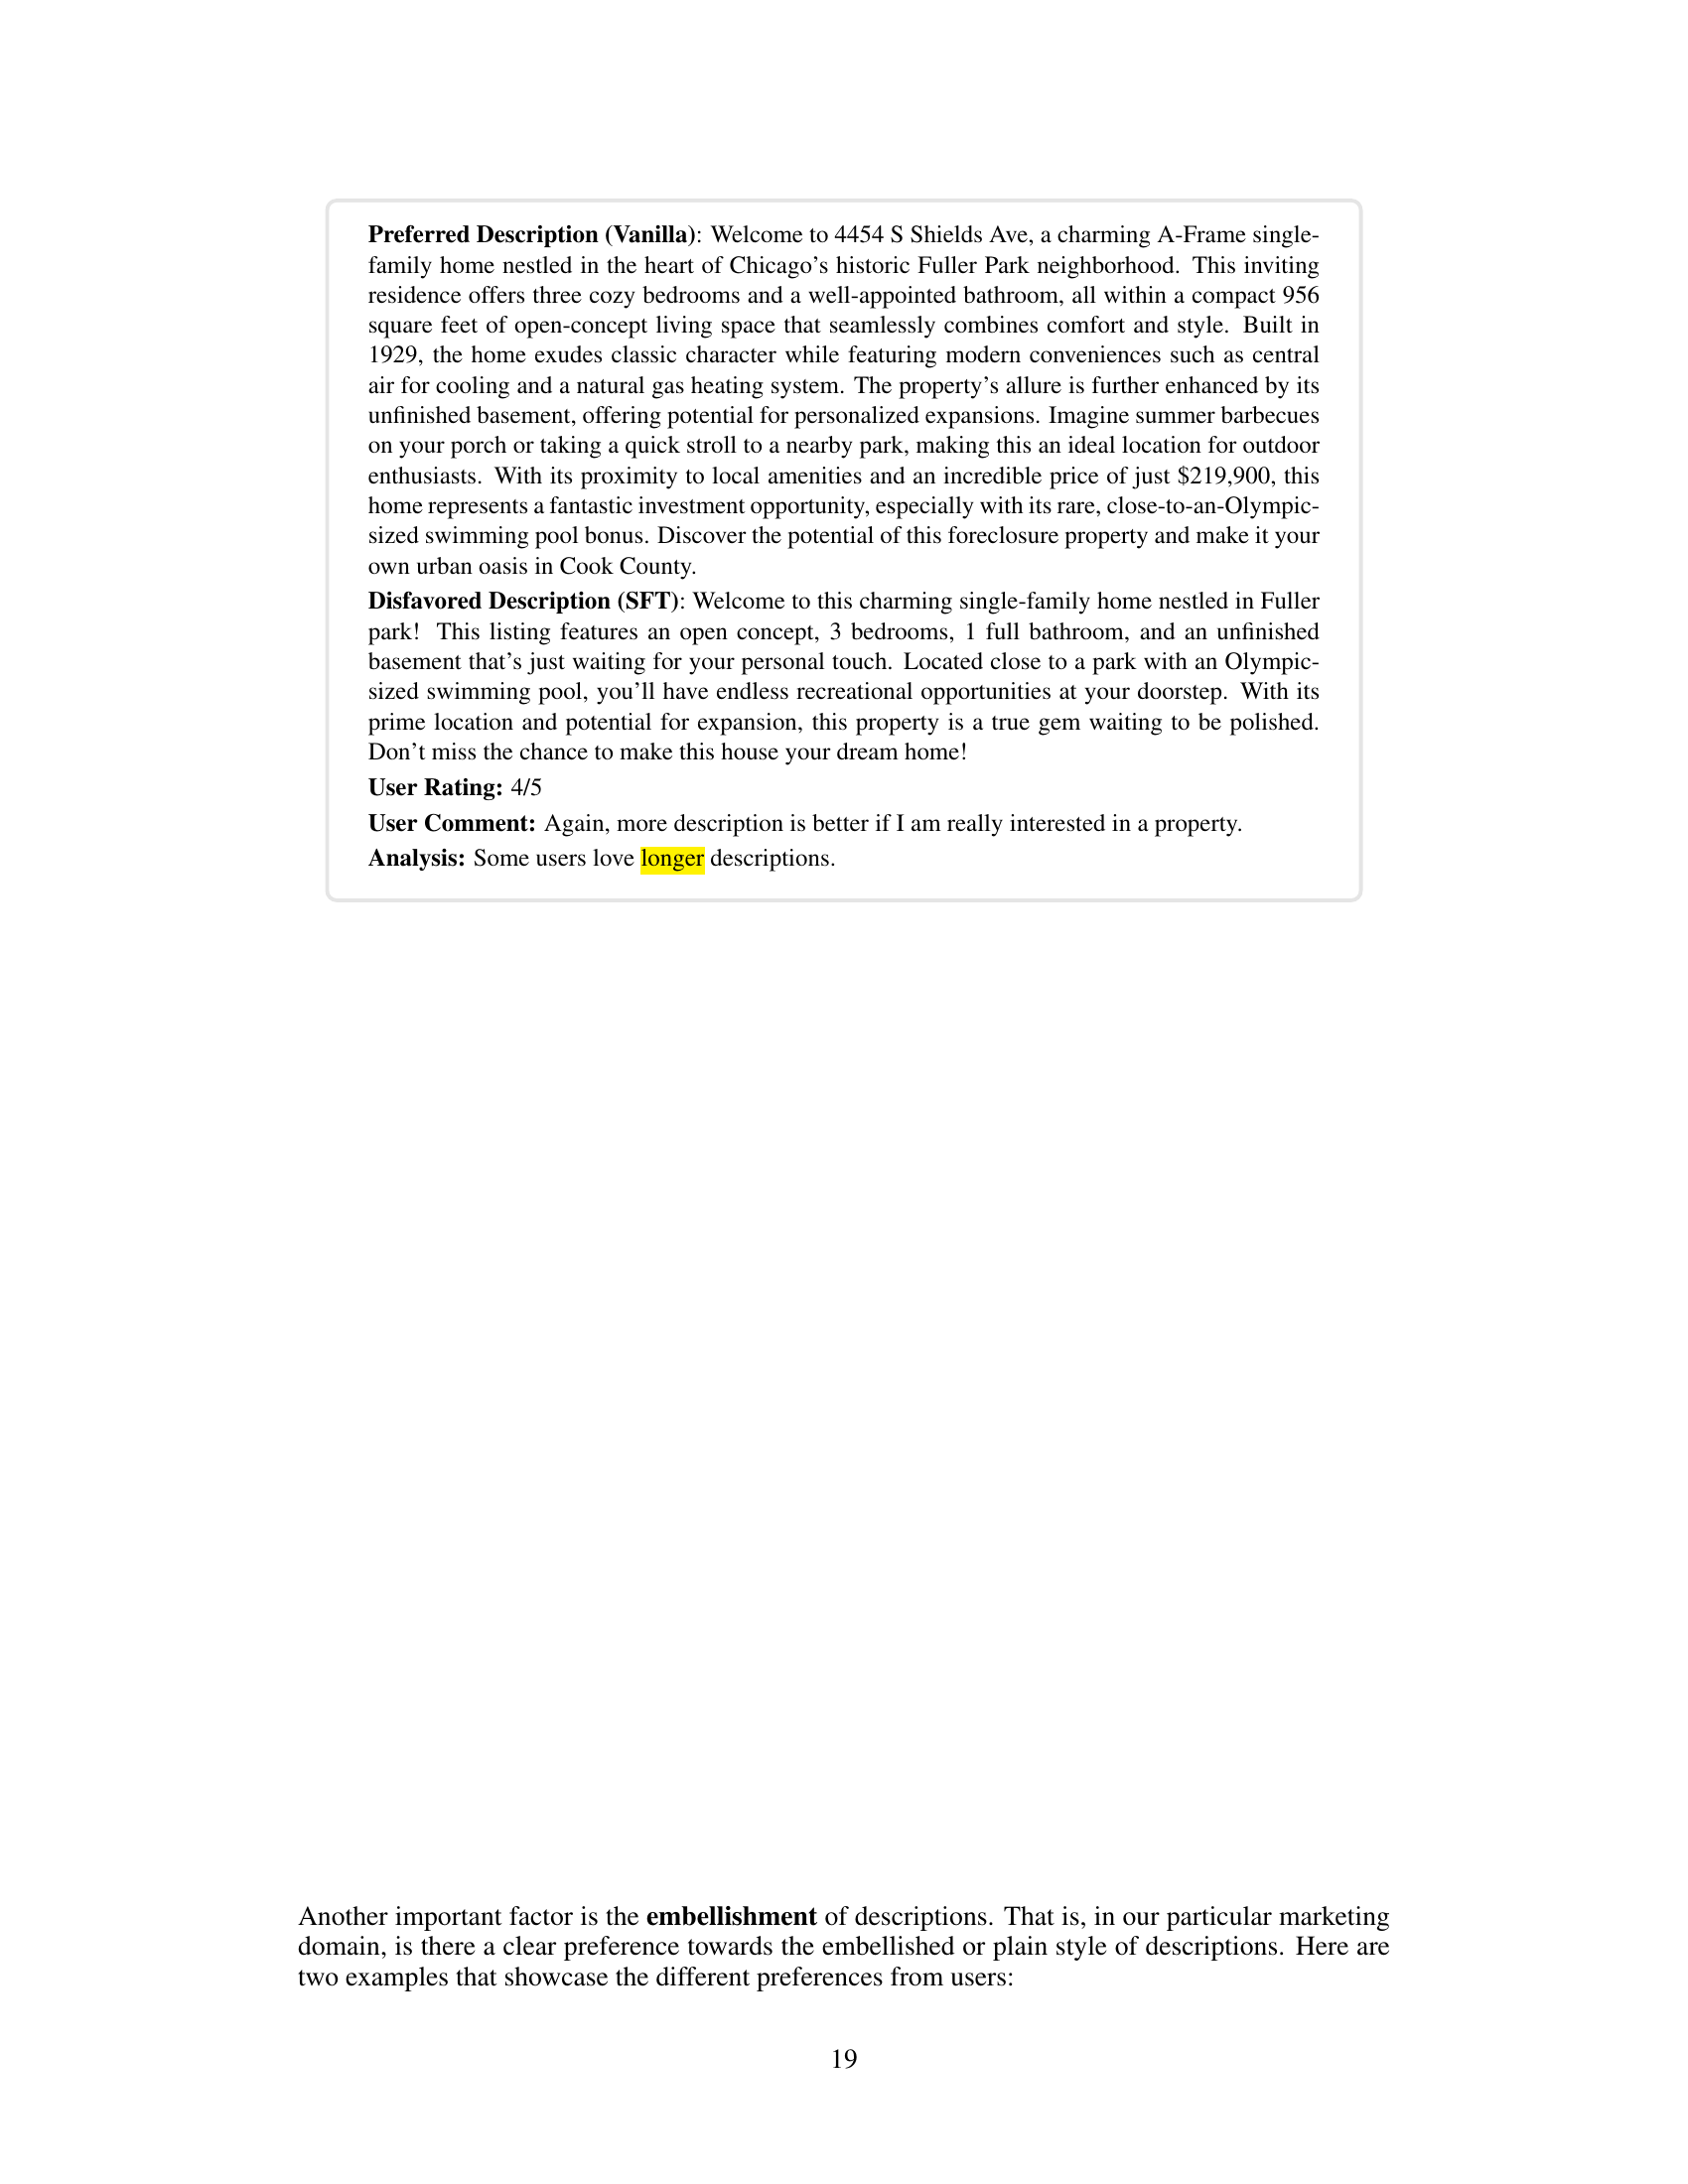 Preferred Description (Vanilla): Welcome to 4454 S Shields Ave, a charming A-Frame single-
family home nestled in the heart of Chicago's historic Fuller Park neighborhood. This inviting
residence offers three cozy bedrooms and a well-appointed bathroom, all within a compact 956
square feet of open-concept living space that seamlessly combines comfort and style. Built in
1929, the home exudes classic character while featuring modern conveniences such as central
air for cooling and a natural gas heating system. The property's allure is further enhanced by its
unfinished basement, offering potential for personalized expansions. Imagine summer barbecues
on your porch or taking a quick stroll to a nearby park, making this an ideal location for outdoor
enthusiasts. With its proximity to local amenities and an incredible price of just $219,900, this
home represents a fantastic investment opportunity, especially with its rare, close-to-an-Olympic-
sized swimming pool bonus. Discover the potential of this foreclosure property and make it your
own urban oasis in Cook County.
Disfavored Description (SFT): Welcome to this charming single-family home nestled in Fuller
park! This listing features an open concept, 3 bedrooms, 1 full bathroom, and an unfinished
basement that's just waiting for your personal touch. Located close to a park with an Olympic-
sized swimming pool, you'll have endless recreational opportunities at your doorstep. With its
prime location and potential for expansion, this property is a true gem waiting to be polished.
Don't miss the chance to make this house your dream home!
User Rating: 4/5
User Comment: Again, more description is better if I am really interested in a property.
Analysis: Some users love longer descriptions.
Another important factor is the embellishment of descriptions. That is, in our particular marketing
domain, is there a clear preference towards the embellished or plain style of descriptions. Here are
two examples that showcase the different preferences from users:
19